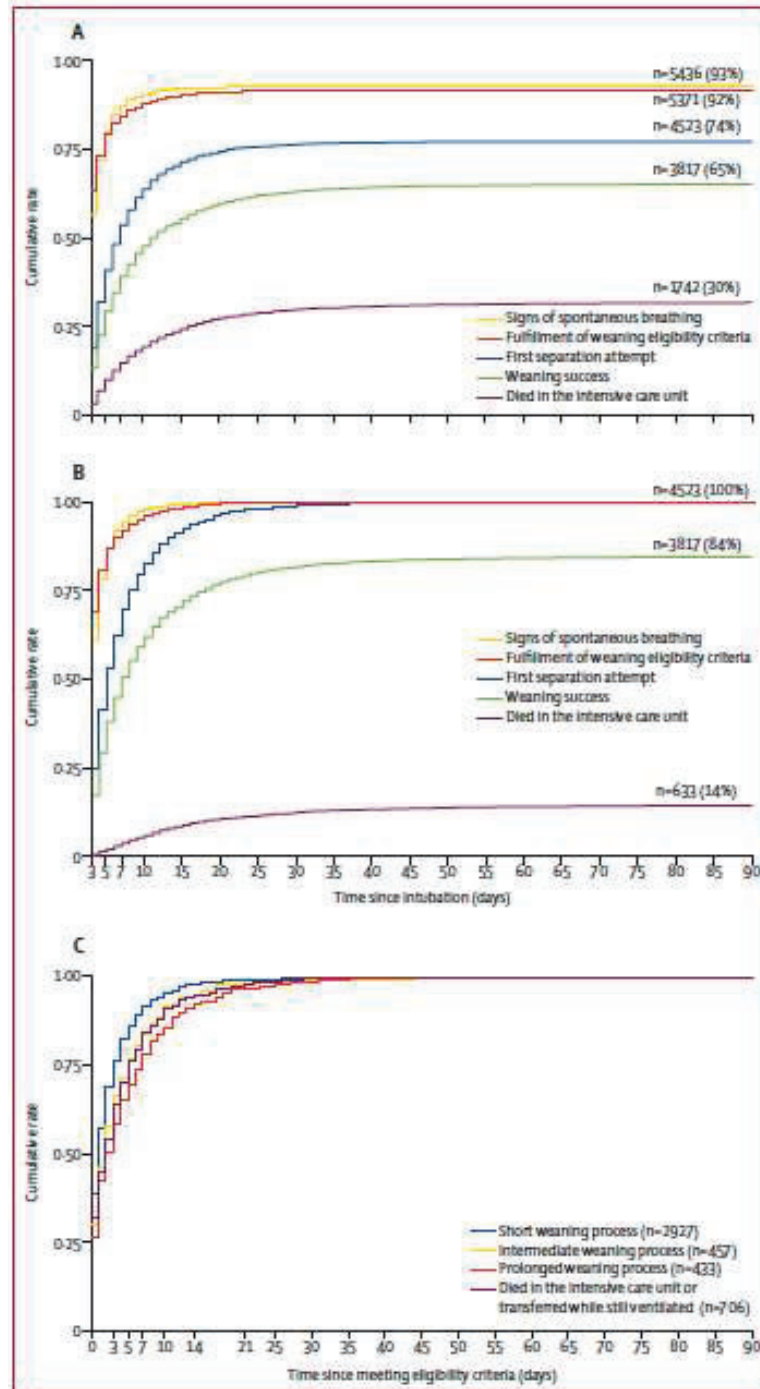 A
1·00
0·75
0·50
0·25
0
Cumulative rate
n=5436 (93%)
n=5371 (92%)
n=4523 (74%)
n=3817 (65%)
n=1742 (30%)
Signs of spontaneous breathing
Fulfillment of weaning eligibility criteria
First separation attempt
Weaning success
Died in the intensive care unit
B
1·00
0·75
0·50
0·25
0
Cumulative rate
n=4523 (100%)
n=3817 (84%)
n=633 (14%)
Signs of spontaneous breathing
Fulfillment of weaning eligibility criteria
First separation attempt
Weaning success
Died in the intensive care unit
3 5 7 10 15 20 25 30 35 40 45 50 55 60 65 70 75 80 85 90
Time since intubation (days)
C
1·00
0·75
0·50
0·25
0
Cumulative rate
Short weaning process (n=2927)
Intermediate weaning process (n=457)
Prolonged weaning process (n=433)
Died in the intensive care unit or
transferred while still ventilated (n=706)
0 3 5 7 10 14 21 25 30 35 40 45 50 55 60 65 70 75 80 85 90
Time since meeting eligibility criteria (days)